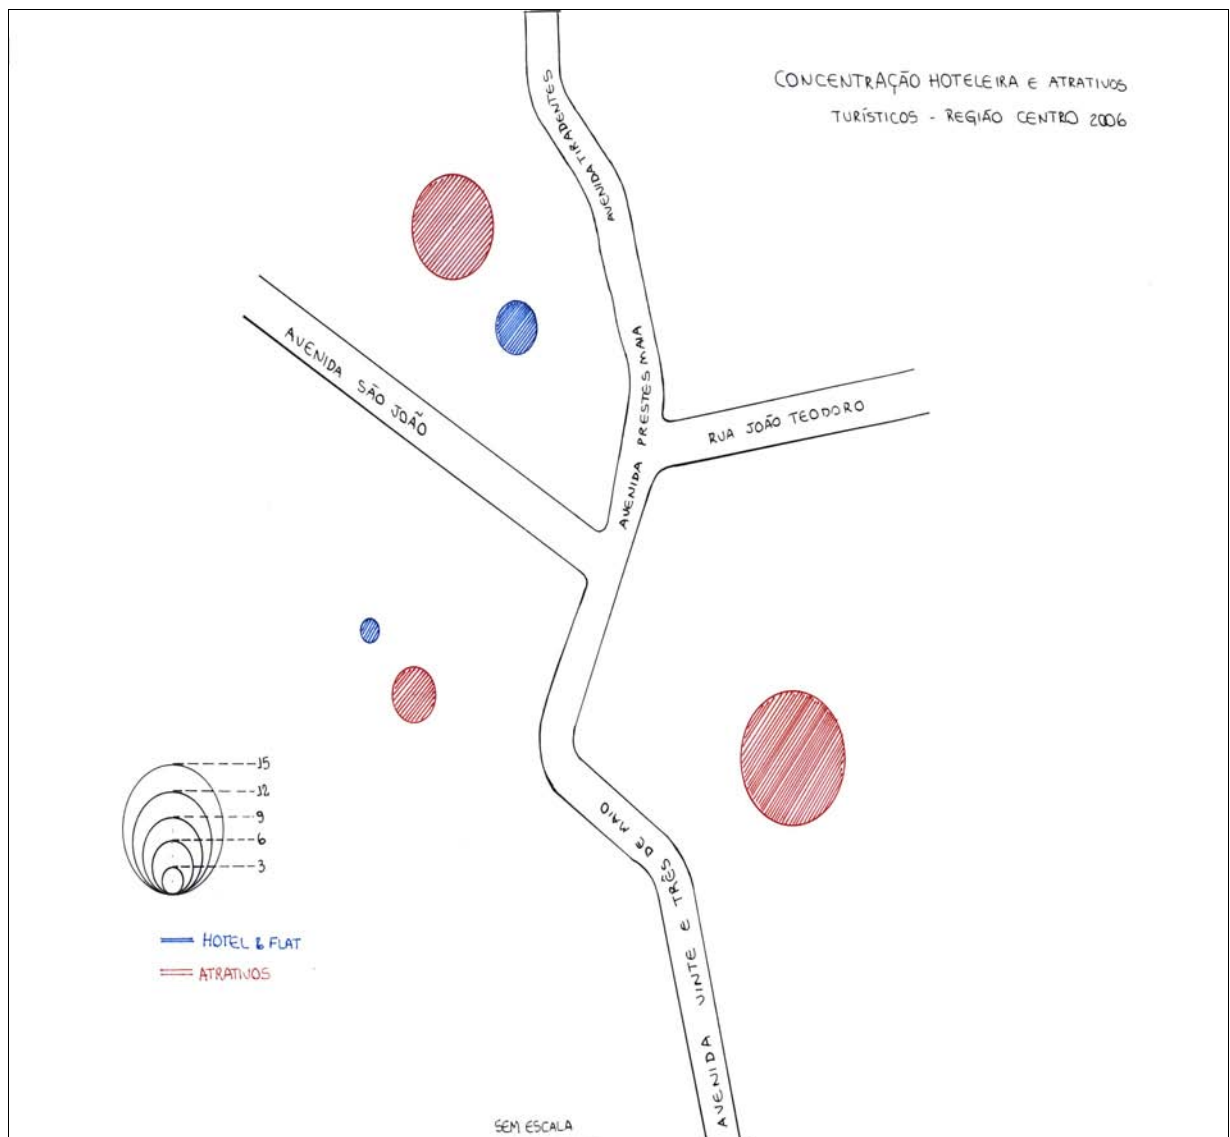 CONCENTRAÇÃO HOTELEIRA E ATRATIVOS
TURÍSTICOS - REGIÃO CENTRO 2006
AVENIDA TIRADENTES
AVENIDA SÃO JOÃO
AVENIDA PRESTES MAIA
RUA JOÃO TEODORO
15
12
9
6
3
HOTEL & FLAT
ATRATIVOS
AVENIDA VINTE E TRÊS DE MAIO
SEM ESCALA